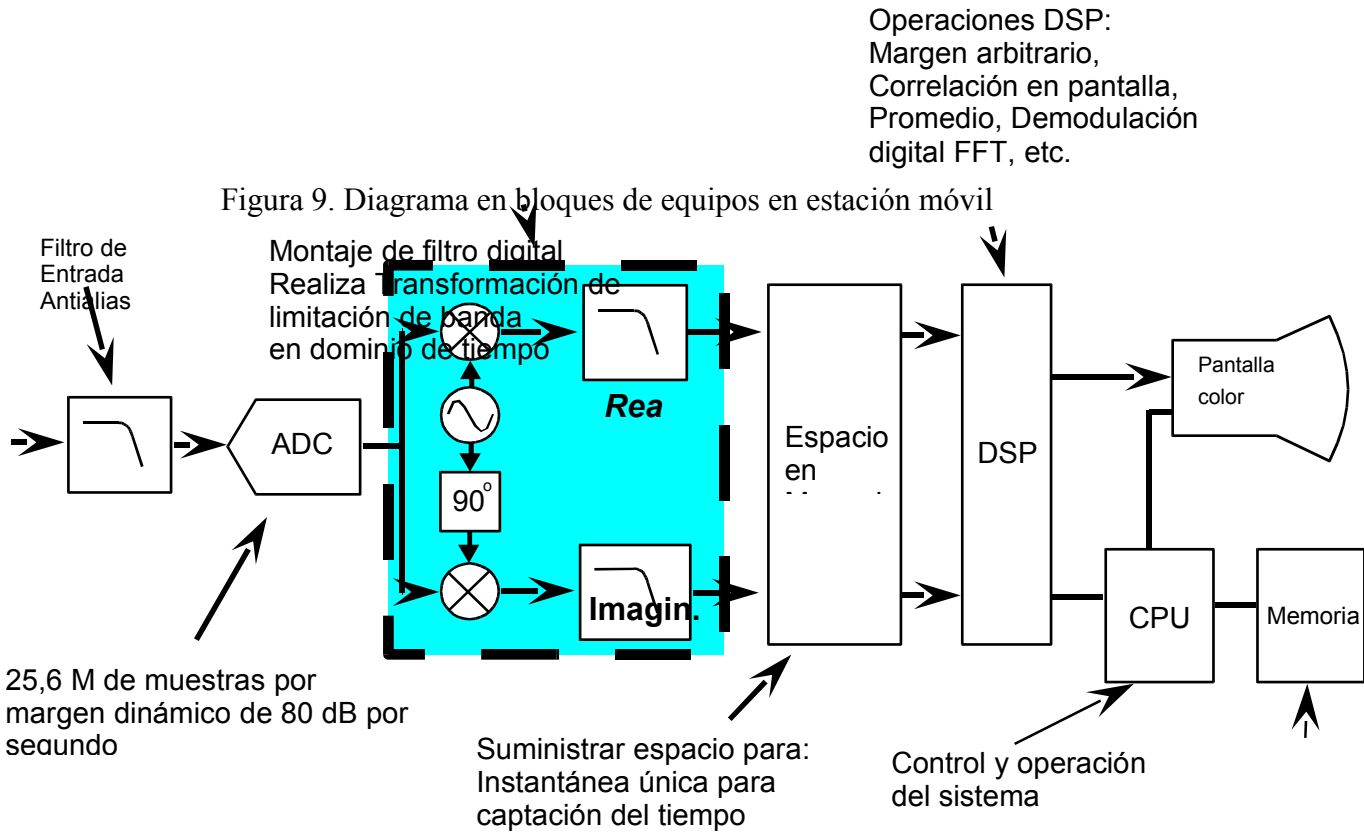 Operaciones DSP:
Margen arbitrario,
Correlación en pantalla,
Promedio, Demodulación
digital FFT, etc.
Figura 9. Diagrama en bloques de equipos en estación móvil
Filtro de
Entrada
Antialias
Montaje de filtro digital
Realiza Transformación de
limitación de banda
en dominio de tiempo
ADC
90°
Rea
Imagin.
Espacio
en
DSP
Pantalla
color
CPU
Memoria
25,6 M de muestras por
margen dinámico de 80 dB por
segundo
Suministrar espacio para:
Instantánea única para
captación del tiempo
Control y operación
del sistema